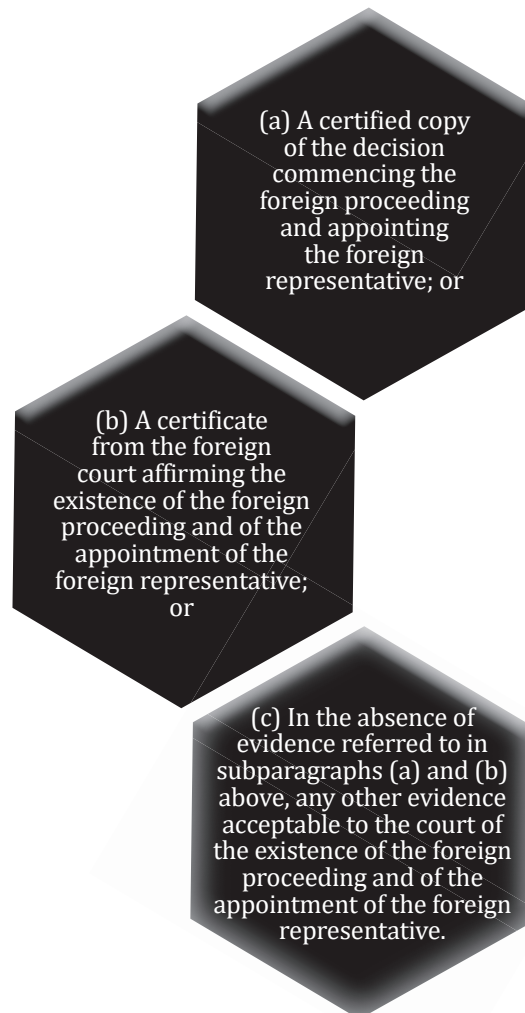 (a) A certified copy
of the decision
commencing the
foreign proceeding
and appointing
the foreign
representative; or
(b) A certificate
from the foreign
court affirming the
existence of the foreign
proceeding and of the
appointment of the
foreign representative;
or
(c) In the absence of
evidence referred to in
subparagraphs (a) and (b)
above, any other evidence
acceptable to the court of
the existence of the foreign
proceeding and of the
appointment of the foreign
representative.